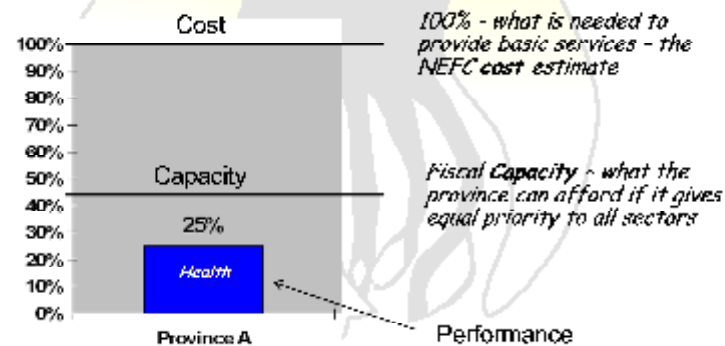 Cost
100% - what is needed to
provide basic services - the
NEFC cost estimate
100%
90%
80%
70%
60%
50%
40%
30%
20%
10%
0%
Capacity
Fiscal Capacity - what the
province can afford if it gives
equal priority to all sectors
25%
Health
Province A
Performance